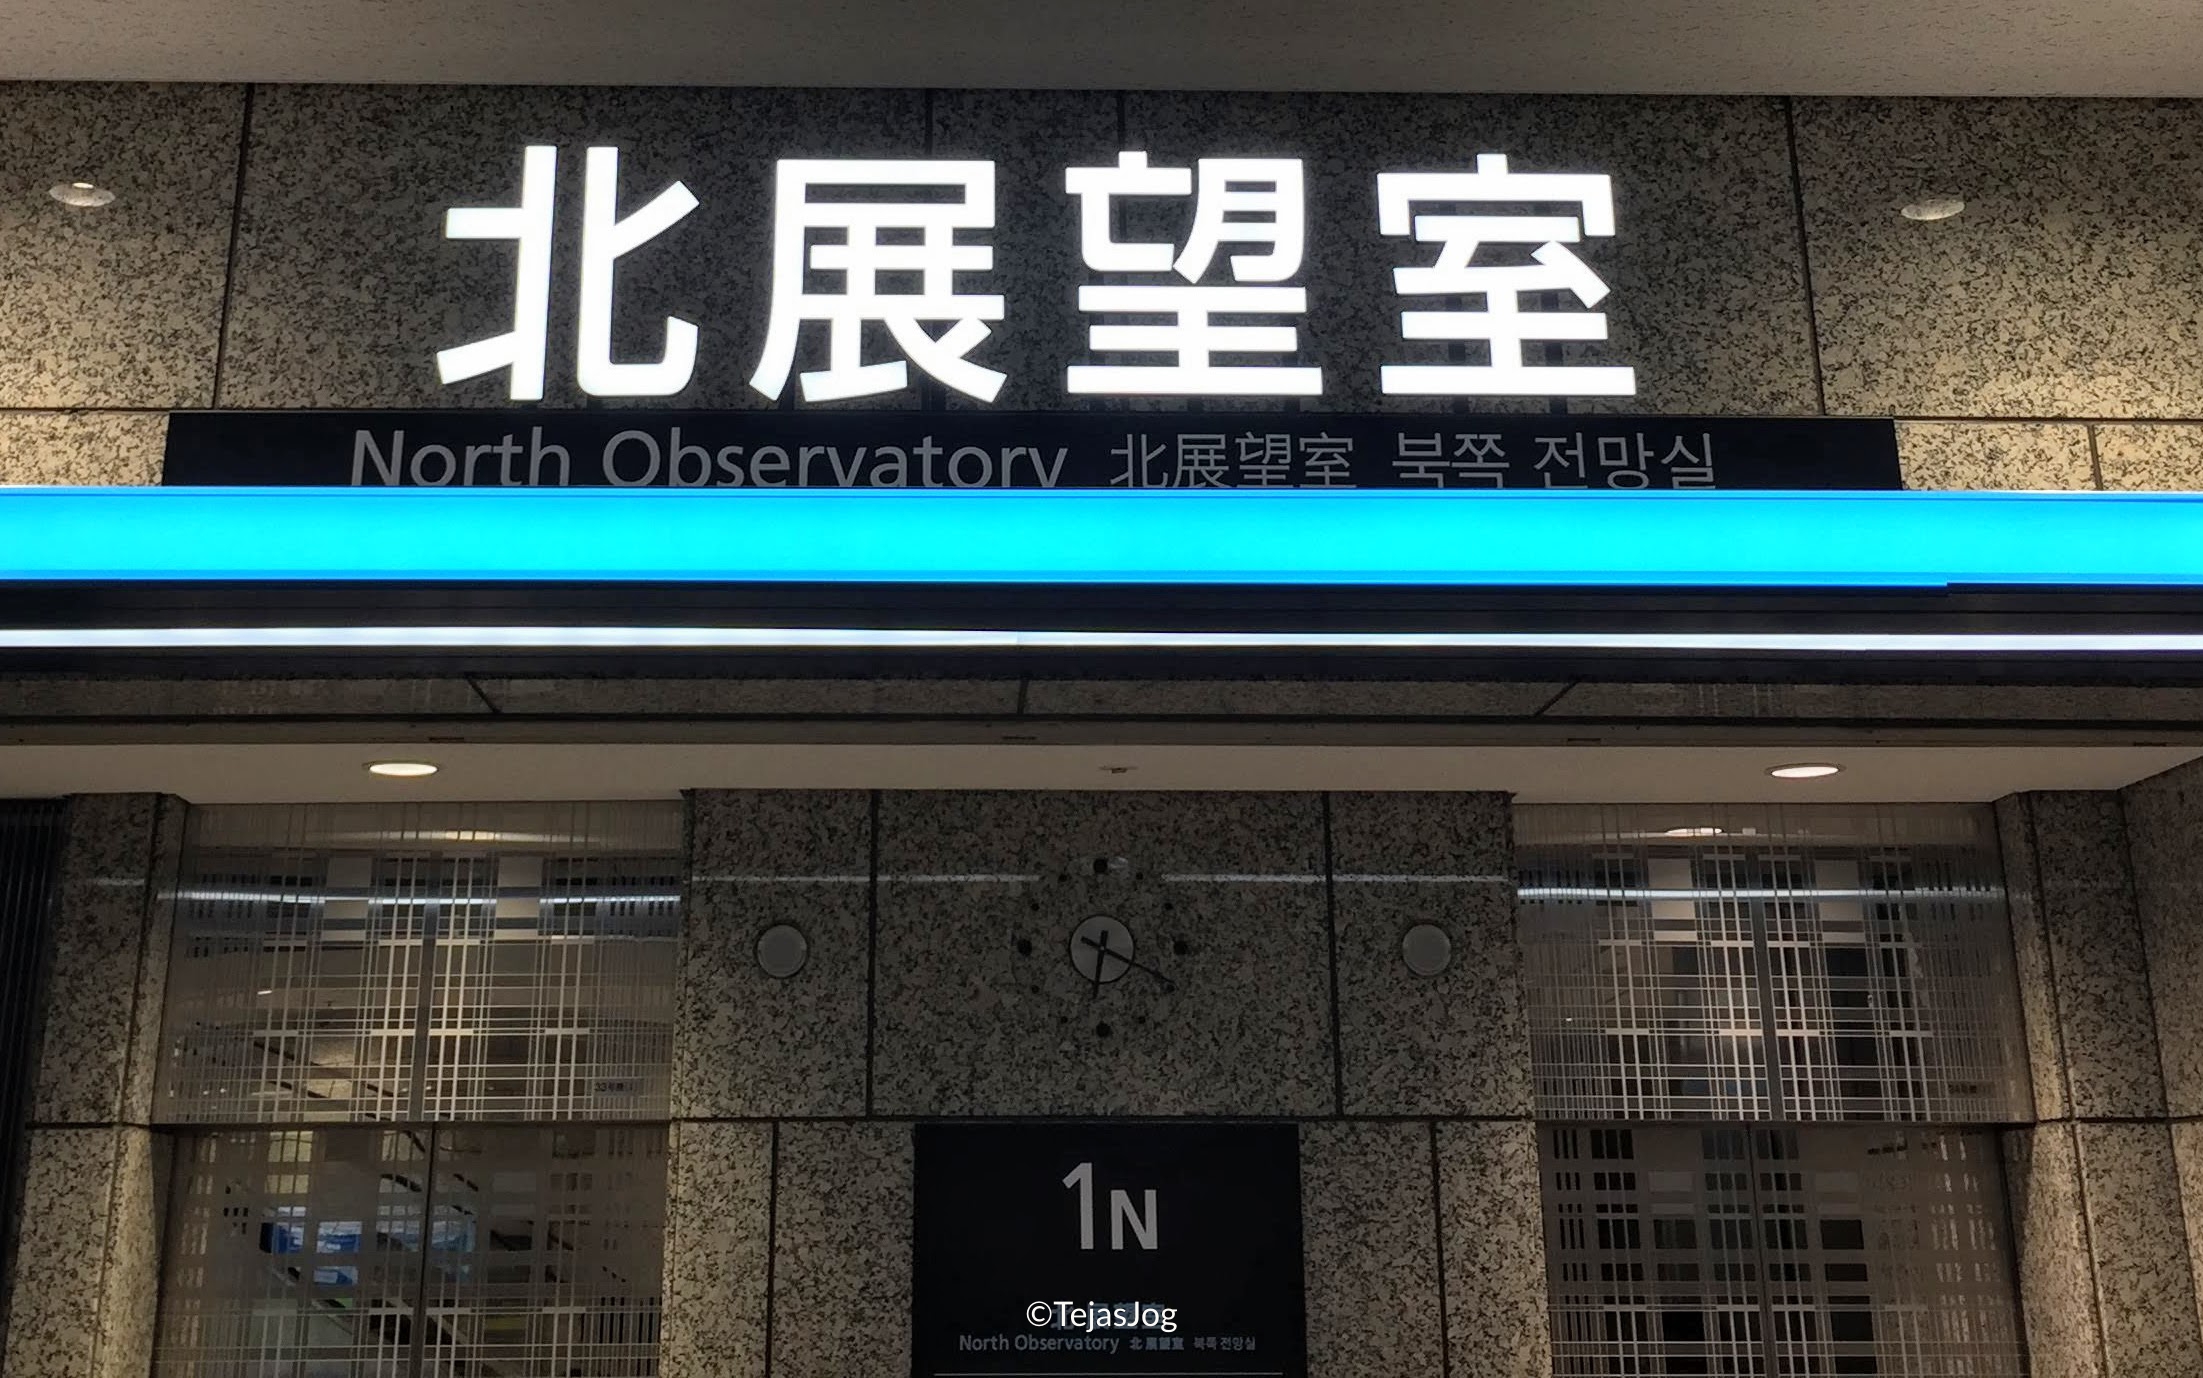 北展望室
North Observatory 北展望室 북쪽 전망실
1N
©TejasJog
North Observatory 北展望室 북쪽 전망실